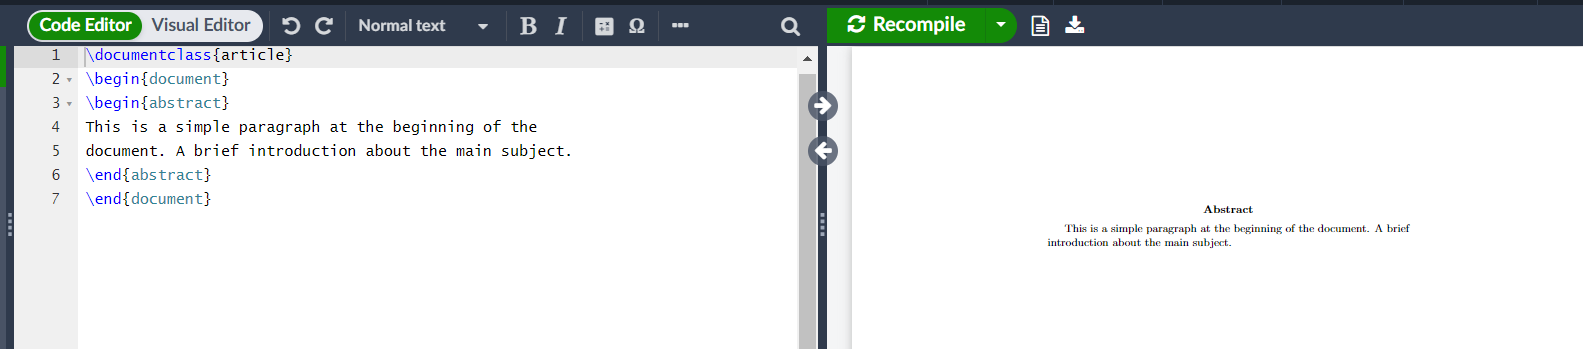 Code Editor Visual Editor Normal text B I Ω Recompile
1 \documentclass{article}
2 \begin{document}
3 \begin{abstract}
4 This is a simple paragraph at the beginning of the
5 document. A brief introduction about the main subject.
6 \end{abstract}
7 \end{document}
Abstract
This is a simple paragraph at the beginning of the document. A brief
introduction about the main subject.